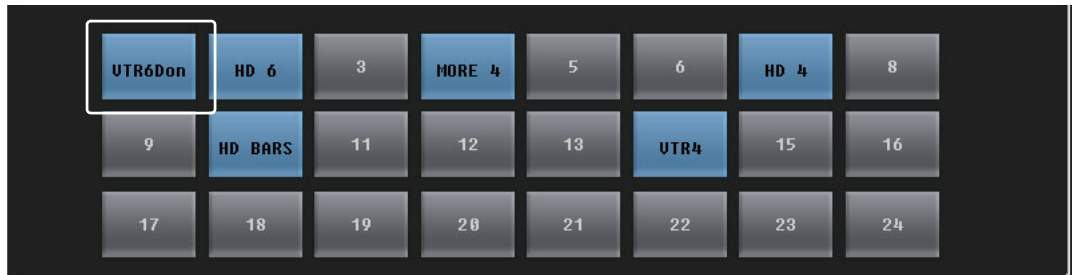 VTR6Don HD 6 3 MORE 4 5 6 HD 4 8
9 HD BARS 11 12 13 VTR4 15 16
17 18 19 20 21 22 23 24